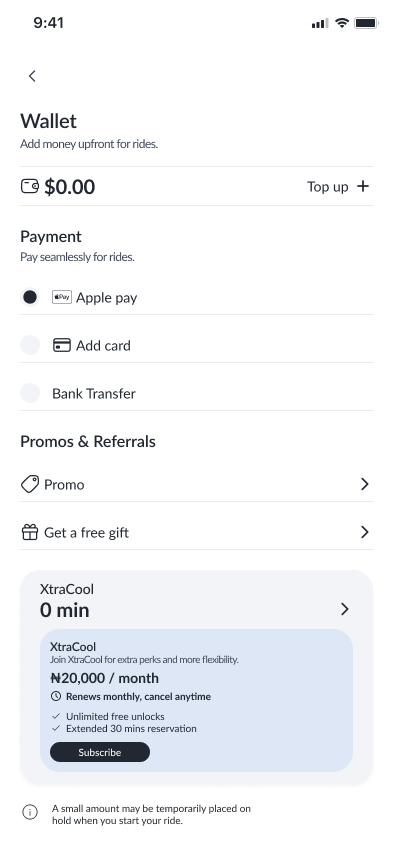 9:41
Wallet
Add money upfront for rides.
$0.00
Top up
Payment
Pay seamlessly for rides.
Pay
Apple pay
Add card
Bank Transfer
Promos & Referrals
Promo
Get a free gift
XtraCool
0 min
XtraCool
Join XtraCool for extra perks and more flexibility.
₦20,000 / month
Renews monthly, cancel anytime
Unlimited free unlocks
Extended 30 mins reservation
Subscribe
A small amount may be temporarily placed on
hold when you start your ride.